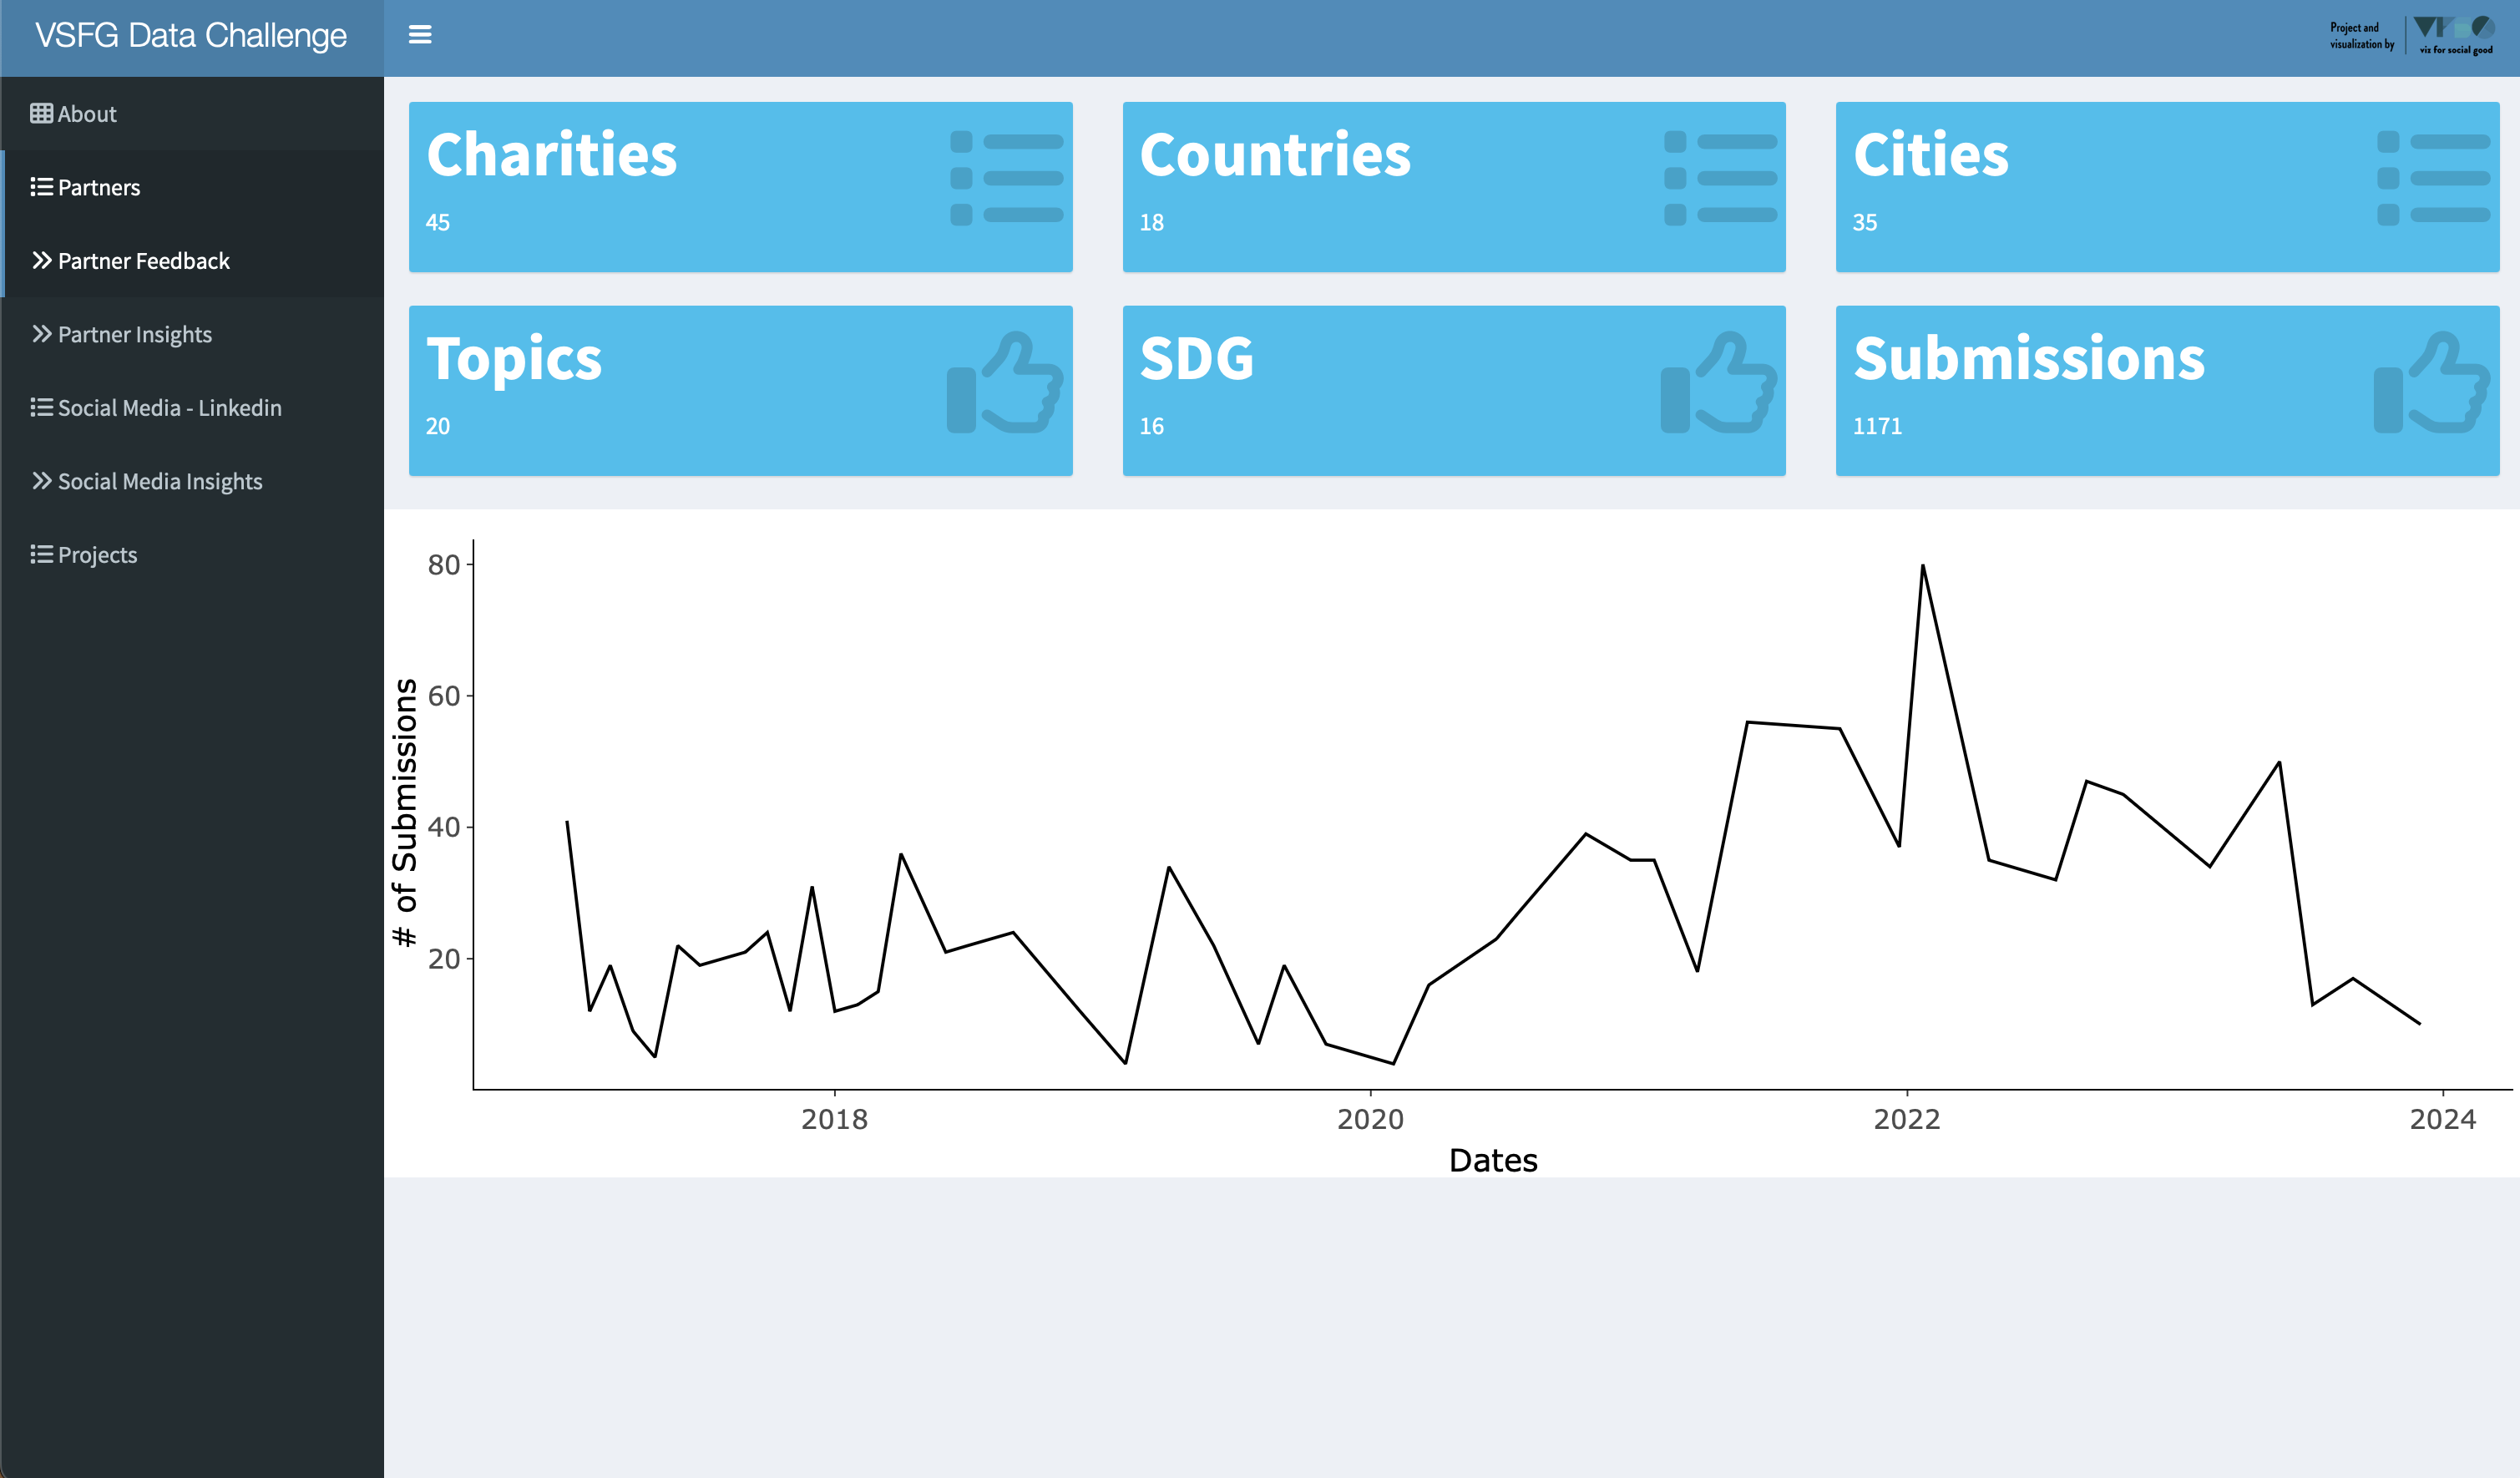 VSFG Data Challenge
Project and
visualization by
viz for social good
About
Partners
Partner Feedback
Partner Insights
Social Media - Linkedin
Social Media Insights
Projects
Charities
45
Countries
18
Cities
35
Topics
20
SDG
16
Submissions
1171
# of Submissions
80
60
40
20
2018
2020
2022
2024
Dates